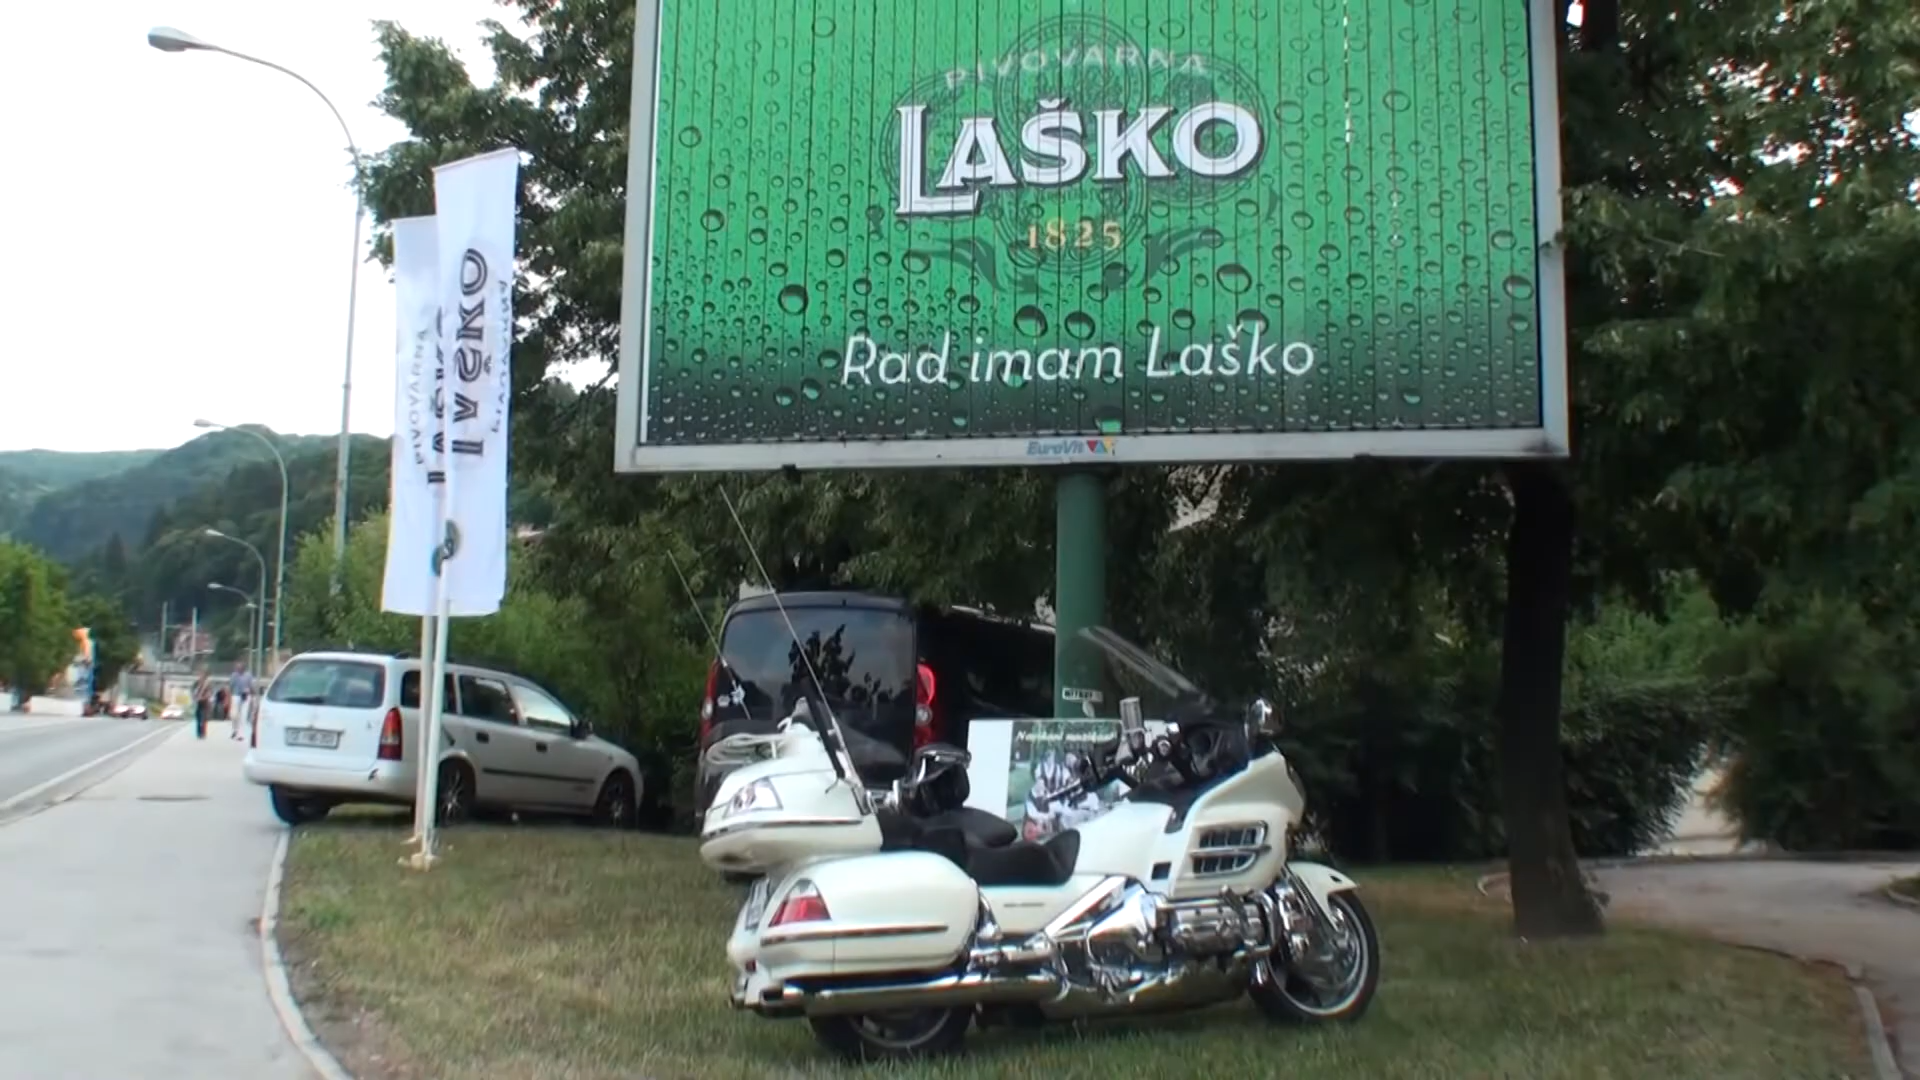 PIVOVARNA
LAŠKO
1825
Rad imam Laško
EuroVit
PIVOVARNA
LAŠKO
PIVOVARNA
LAŠKO